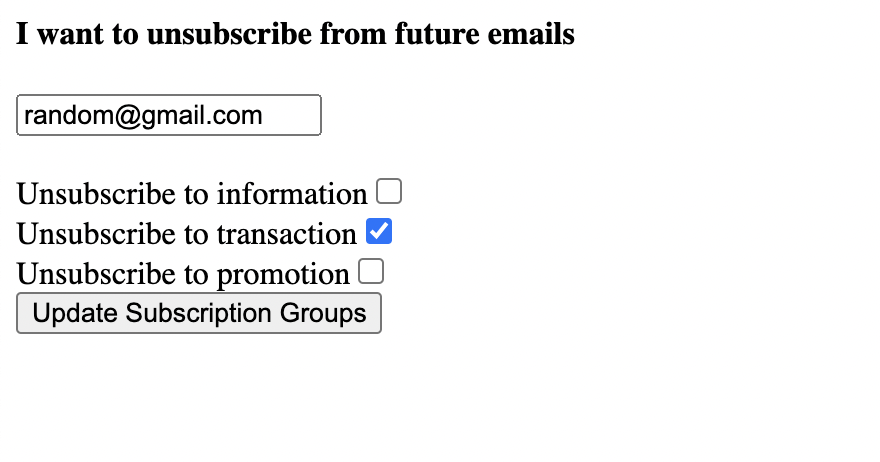 I want to unsubscribe from future emails
random@gmail.com
Unsubscribe to information
Unsubscribe to transaction
Unsubscribe to promotion
Update Subscription Groups